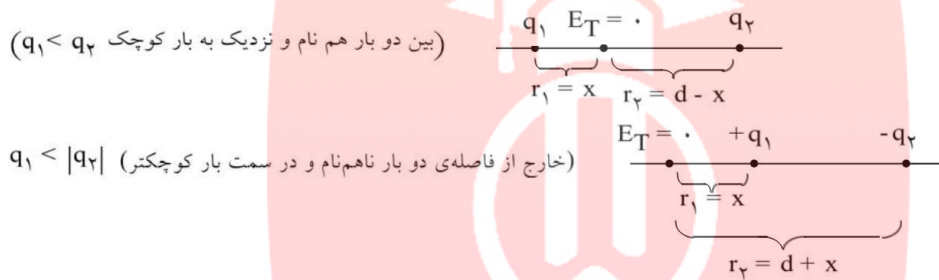 (بین دو بار هم نام و نزدیک به بار کوچک q₁ < q₂)
q₁ E_T = ۰ q₂
r₁ = x r₂ = d - x
q₁ < |q₂| (خارج از فاصله‌ی دو بار ناهم‌نام و در سمت بار کوچکتر)
E_T = ۰ +q₁ -q₂
r₁ = x
r₂ = d + x